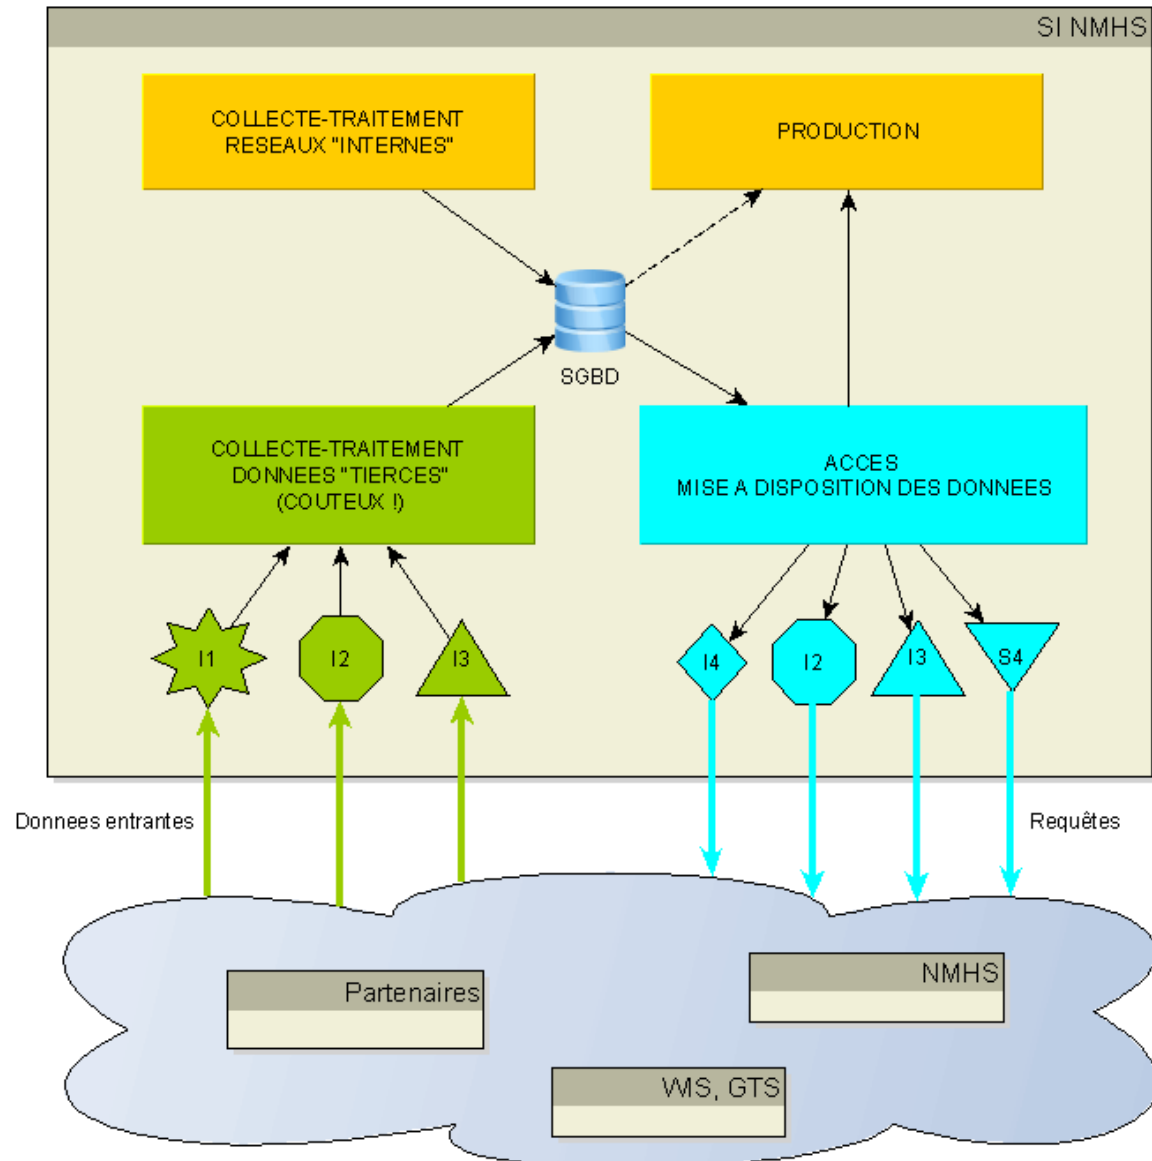 SI NMHS
COLLECTE-TRAITEMENT
RESEAUX "INTERNES"
PRODUCTION
SGBD
COLLECTE-TRAITEMENT
DONNEES "TIERCES"
(COUTEUX !)
ACCES
MISE A DISPOSITION DES DONNEES
I1
I2
I3
I4
I2
I3
S4
Donnees entrantes
Requêtes
Partenaires
NMHS
WIS, GTS